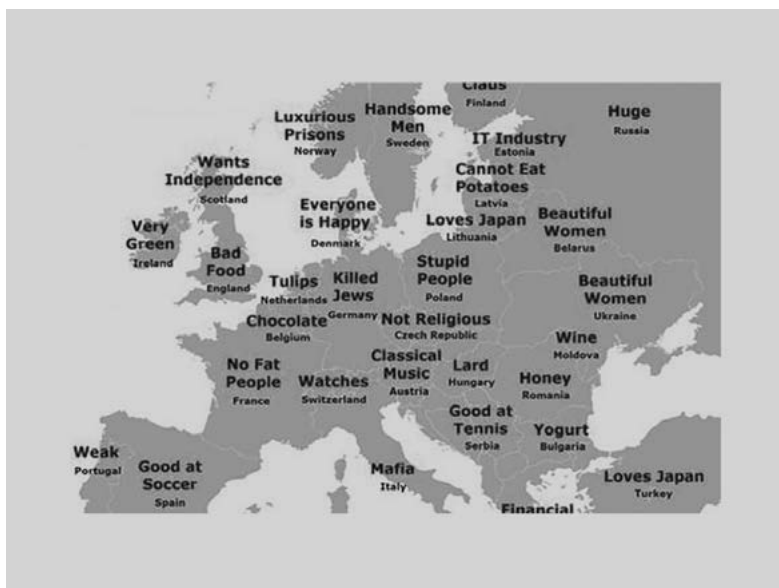 Claus
Finland
Huge
Russia
Luxurious
Prisons
Norway
Handsome
Men
Sweden
IT Industry
Estonia
Wants
Independence
Scotland
Cannot Eat
Potatoes
Latvia
Everyone
is Happy
Denmark
Loves Japan
Lithuania
Beautiful
Women
Belarus
Very
Green
Ireland
Bad
Food
England
Tulips
Netherlands
Killed
Jews
Germany
Stupid
People
Poland
Beautiful
Women
Ukraine
Chocolate
Belgium
Not Religious
Czech Republic
Wine
Moldova
No Fat
People
France
Watches
Switzerland
Classical
Music
Austria
Lard
Hungary
Honey
Romania
Good at
Tennis
Serbia
Yogurt
Bulgaria
Weak
Portugal
Good at
Soccer
Spain
Mafia
Italy
Loves Japan
Turkey
Financial